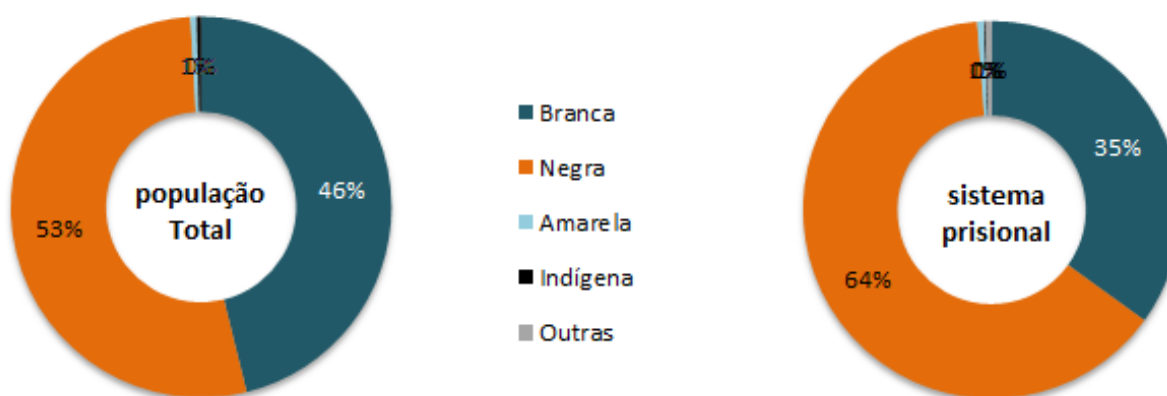 46%
53%
população
Total
Branca
Negra
Amarela
Indígena
Outras
35%
64%
sistema
prisional